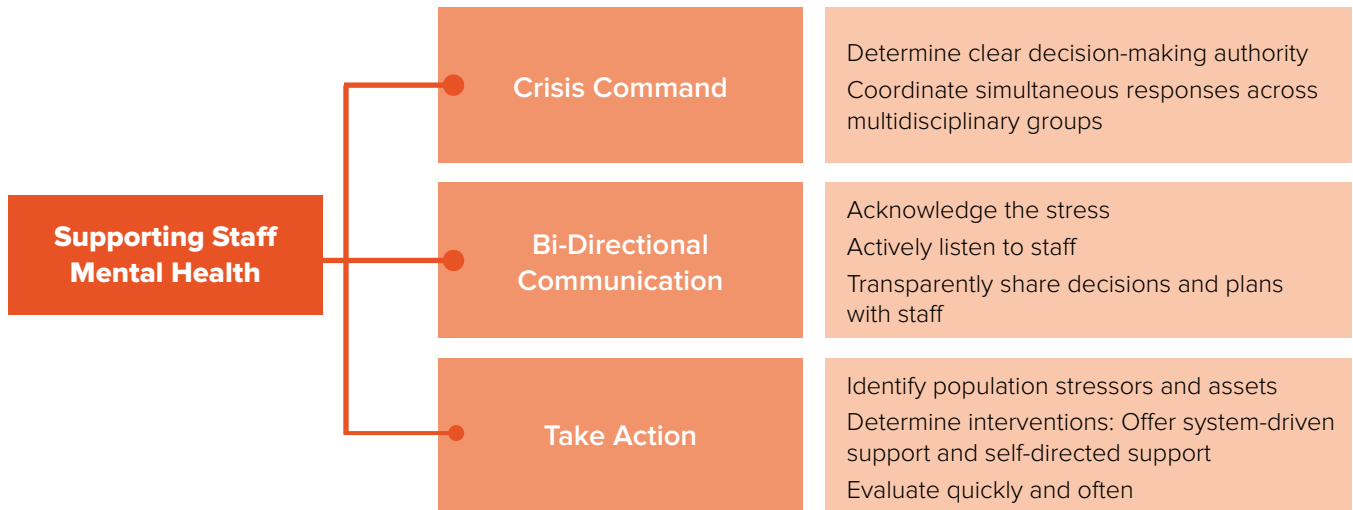 Supporting Staff
Mental Health
Crisis Command
Determine clear decision-making authority
Coordinate simultaneous responses across
multidisciplinary groups
Bi-Directional
Communication
Acknowledge the stress
Actively listen to staff
Transparently share decisions and plans
with staff
Take Action
Identify population stressors and assets
Determine interventions: Offer system-driven
support and self-directed support
Evaluate quickly and often